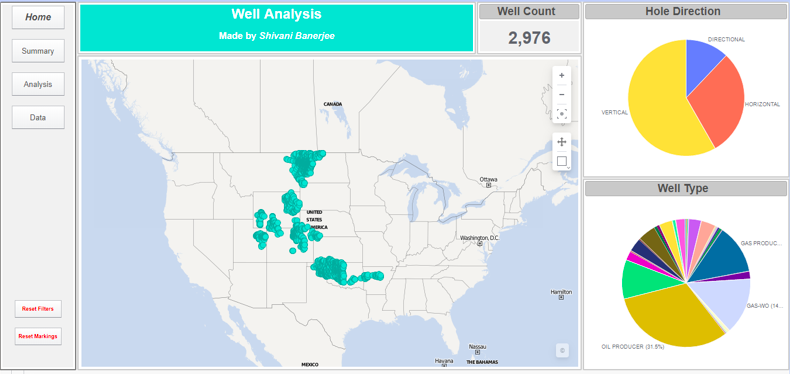 Home
Summary
Analysis
Data
Reset Filters
Reset Markings
Well Analysis
Made by Shivani Banerjee
Well Count
2,976
CANADA
Ottawa
UNITED
STATES
AMERICA
Washington, D.C.
Hamilton
Nassau
Havana
THE BAHAMAS
MEXICO
Hole Direction
DIRECTIONAL
HORIZONTAL
VERTICAL
Well Type
GAS PRODUC...
GAS-WO (14...
OIL PRODUCER (31.5%)